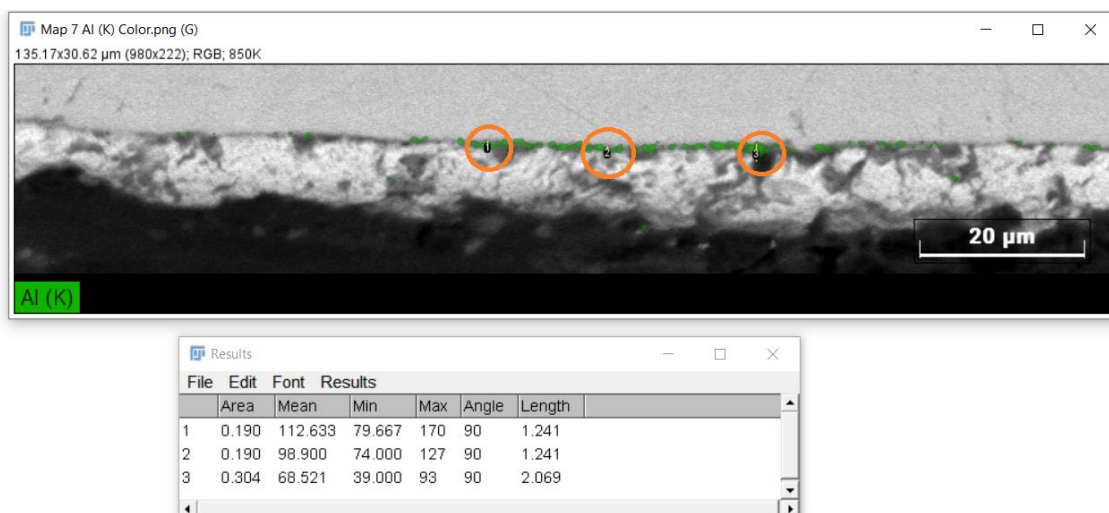 Map 7 Al (K) Color.png (G)
135.17x30.62 µm (980x222); RGB; 850K
1
2
3
20 µm
Al (K)
Results
File Edit Font Results
Area Mean Min Max Angle Length
1 0.190 112.633 79.667 170 90 1.241
2 0.190 98.900 74.000 127 90 1.241
3 0.304 68.521 39.000 93 90 2.069